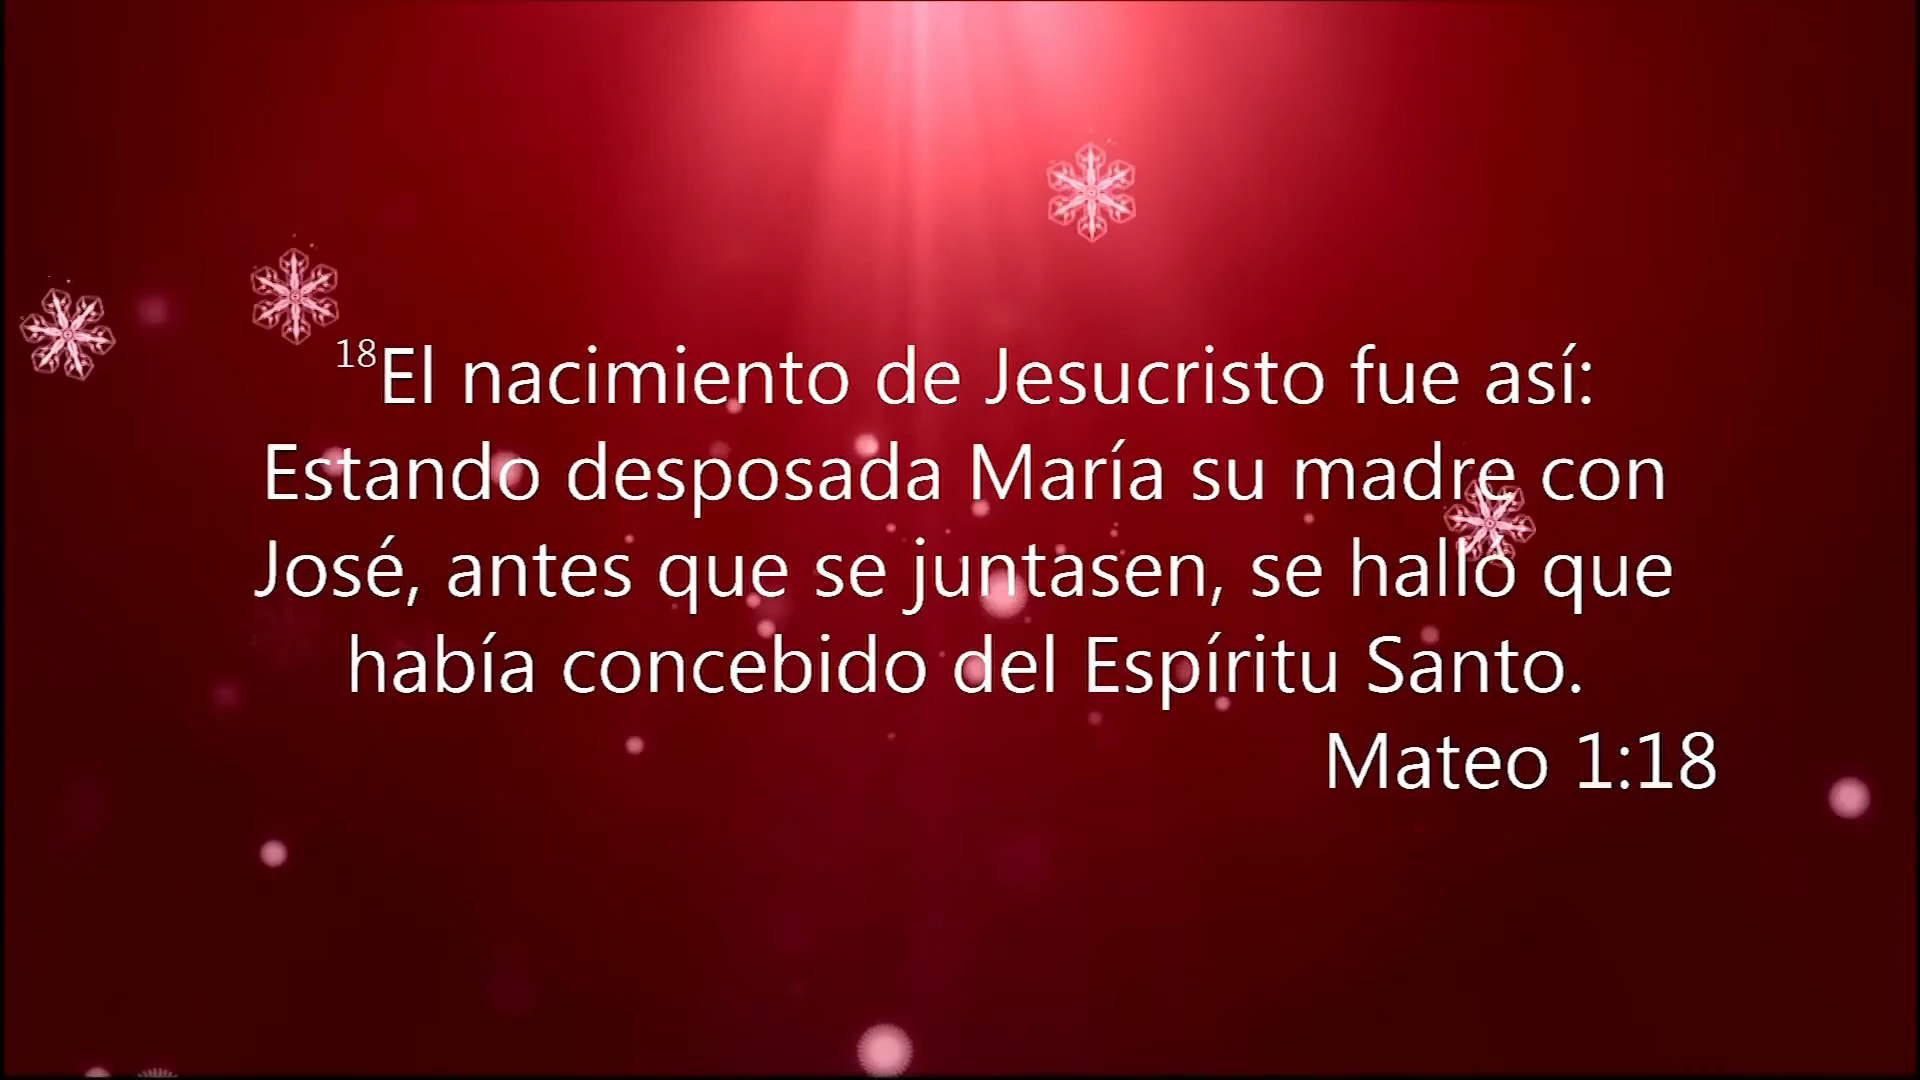 ¹⁸El nacimiento de Jesucristo fue así:
Estando desposada María su madre con
José, antes que se juntasen, se halló que
había concebido del Espíritu Santo.
Mateo 1:18